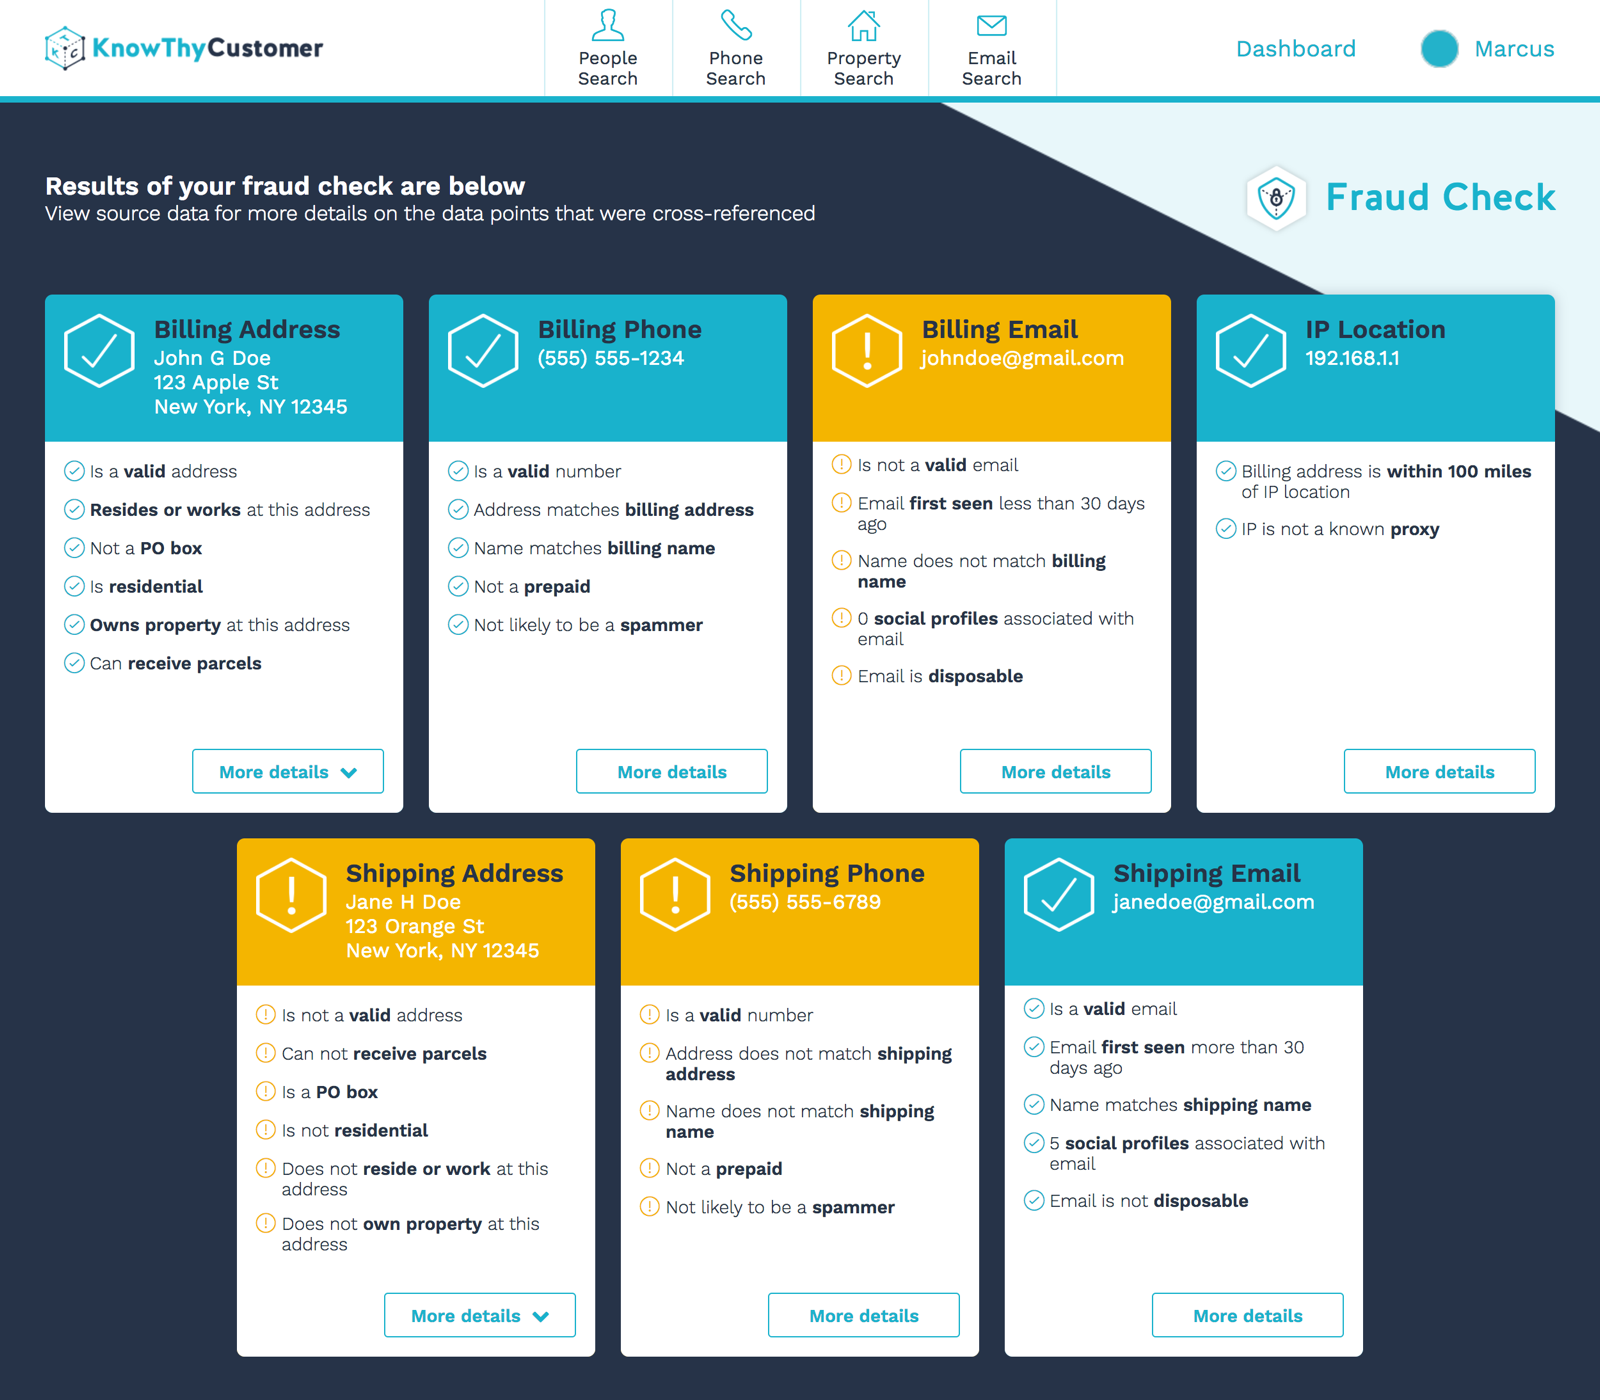 KnowThyCustomer
People
Search
Phone
Search
Property
Search
Email
Search
Dashboard
Marcus
Results of your fraud check are below
View source data for more details on the data points that were cross-referenced
Fraud Check
Billing Address
John G Doe
123 Apple St
New York, NY 12345
Is a valid address
Resides or works at this address
Not a PO box
Is residential
Owns property at this address
Can receive parcels
More details
Billing Phone
(555) 555-1234
Is a valid number
Address matches billing address
Name matches billing name
Not a prepaid
Not likely to be a spammer
More details
Billing Email
johndoe@gmail.com
Is not a valid email
Email first seen less than 30 days
ago
Name does not match billing
name
0 social profiles associated with
email
Email is disposable
More details
IP Location
192.168.1.1
Billing address is within 100 miles
of IP location
IP is not a known proxy
More details
Shipping Address
Jane H Doe
123 Orange St
New York, NY 12345
Is not a valid address
Can not receive parcels
Is a PO box
Is not residential
Does not reside or work at this
address
Does not own property at this
address
More details
Shipping Phone
(555) 555-6789
Is a valid number
Address does not match shipping
address
Name does not match shipping
name
Not a prepaid
Not likely to be a spammer
More details
Shipping Email
janedoe@gmail.com
Is a valid email
Email first seen more than 30
days ago
Name matches shipping name
5 social profiles associated with
email
Email is not disposable
More details